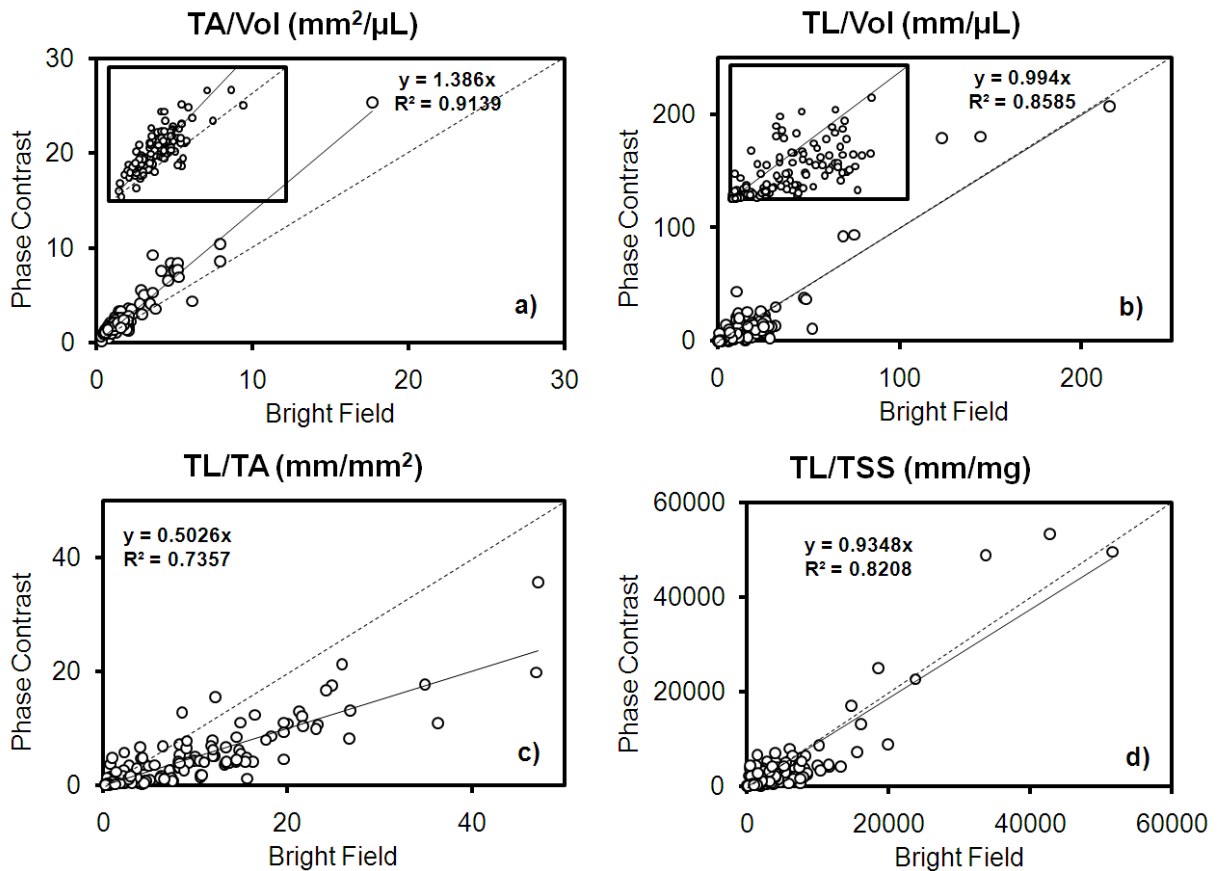 TA/Vol (mm²/µL)
30
20
10
0
Phase Contrast
y = 1.386x
R² = 0.9139
a)
0 10 20 30
Bright Field
TL/Vol (mm/µL)
200
100
0
Phase Contrast
y = 0.994x
R² = 0.8585
b)
0 100 200
Bright Field
TL/TA (mm/mm²)
40
20
0
Phase Contrast
y = 0.5026x
R² = 0.7357
c)
0 20 40
Bright Field
TL/TSS (mm/mg)
60000
40000
20000
0
Phase Contrast
y = 0.9348x
R² = 0.8208
d)
0 20000 40000 60000
Bright Field